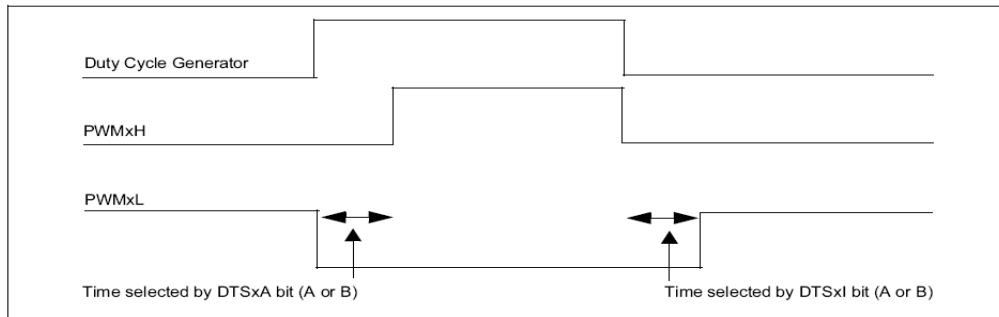 Duty Cycle Generator
PWMxH
PWMxL
Time selected by DTSxA bit (A or B)
Time selected by DTSxI bit (A or B)